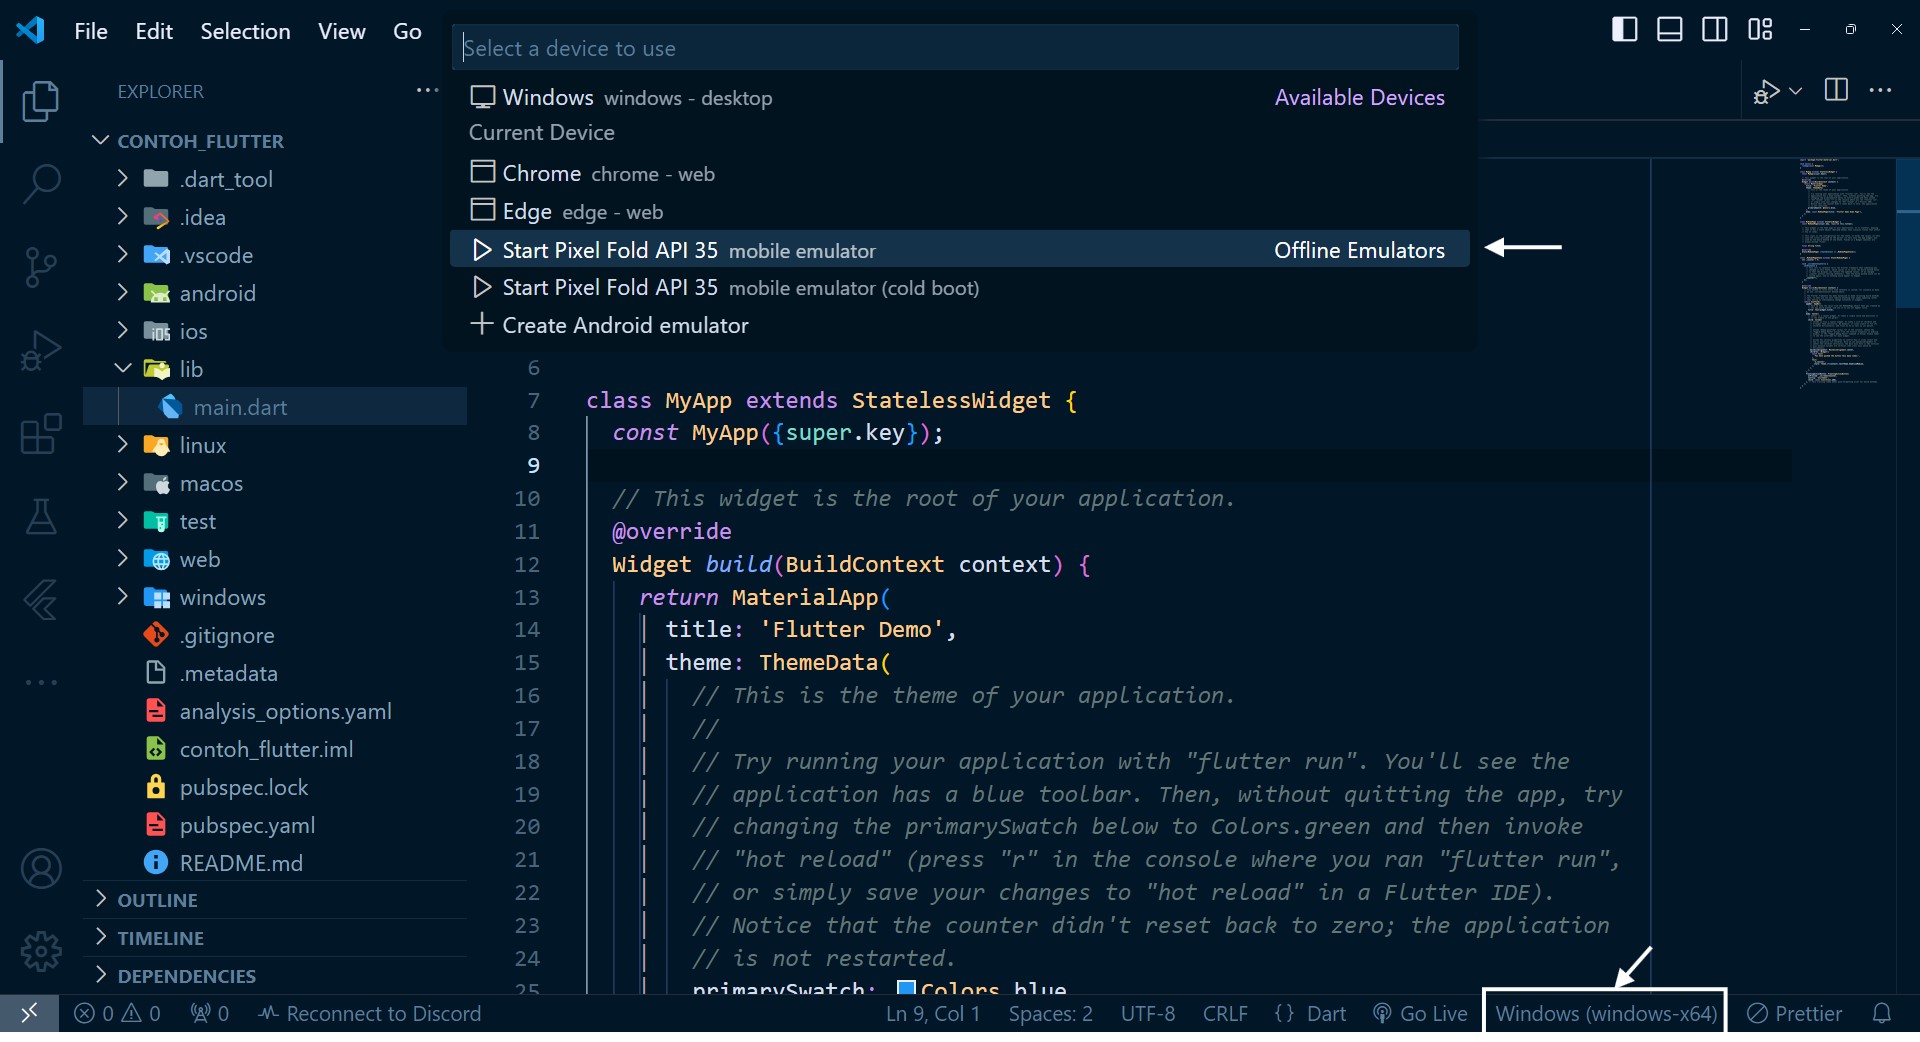 File Edit Selection View Go
Select a device to use
Windows windows - desktop Available Devices
Current Device
Chrome chrome - web
Edge edge - web
Start Pixel Fold API 35 mobile emulator Offline Emulators
Start Pixel Fold API 35 mobile emulator (cold boot)
Create Android emulator
EXPLORER
CONTOH_FLUTTER
.dart_tool
.idea
.vscode
android
ios
lib
main.dart
linux
macos
test
web
windows
.gitignore
.metadata
analysis_options.yaml
contoh_flutter.iml
pubspec.lock
pubspec.yaml
README.md
OUTLINE
TIMELINE
DEPENDENCIES
6
7 class MyApp extends StatelessWidget {
8 const MyApp({super.key});
9
10 // This widget is the root of your application.
11 @override
12 Widget build(BuildContext context) {
13 return MaterialApp(
14 title: 'Flutter Demo',
15 theme: ThemeData(
16 // This is the theme of your application.
17 //
18 // Try running your application with "flutter run". You'll see the
19 // application has a blue toolbar. Then, without quitting the app, try
20 // changing the primarySwatch below to Colors.green and then invoke
21 // "hot reload" (press "r" in the console where you ran "flutter run",
22 // or simply save your changes to "hot reload" in a Flutter IDE).
23 // Notice that the counter didn't reset back to zero; the application
24 // is not restarted.
25 primarySwatch: Colors.blue
0 0 0 Reconnect to Discord Ln 9, Col 1 Spaces: 2 UTF-8 CRLF {} Dart Go Live Windows (windows-x64) Prettier